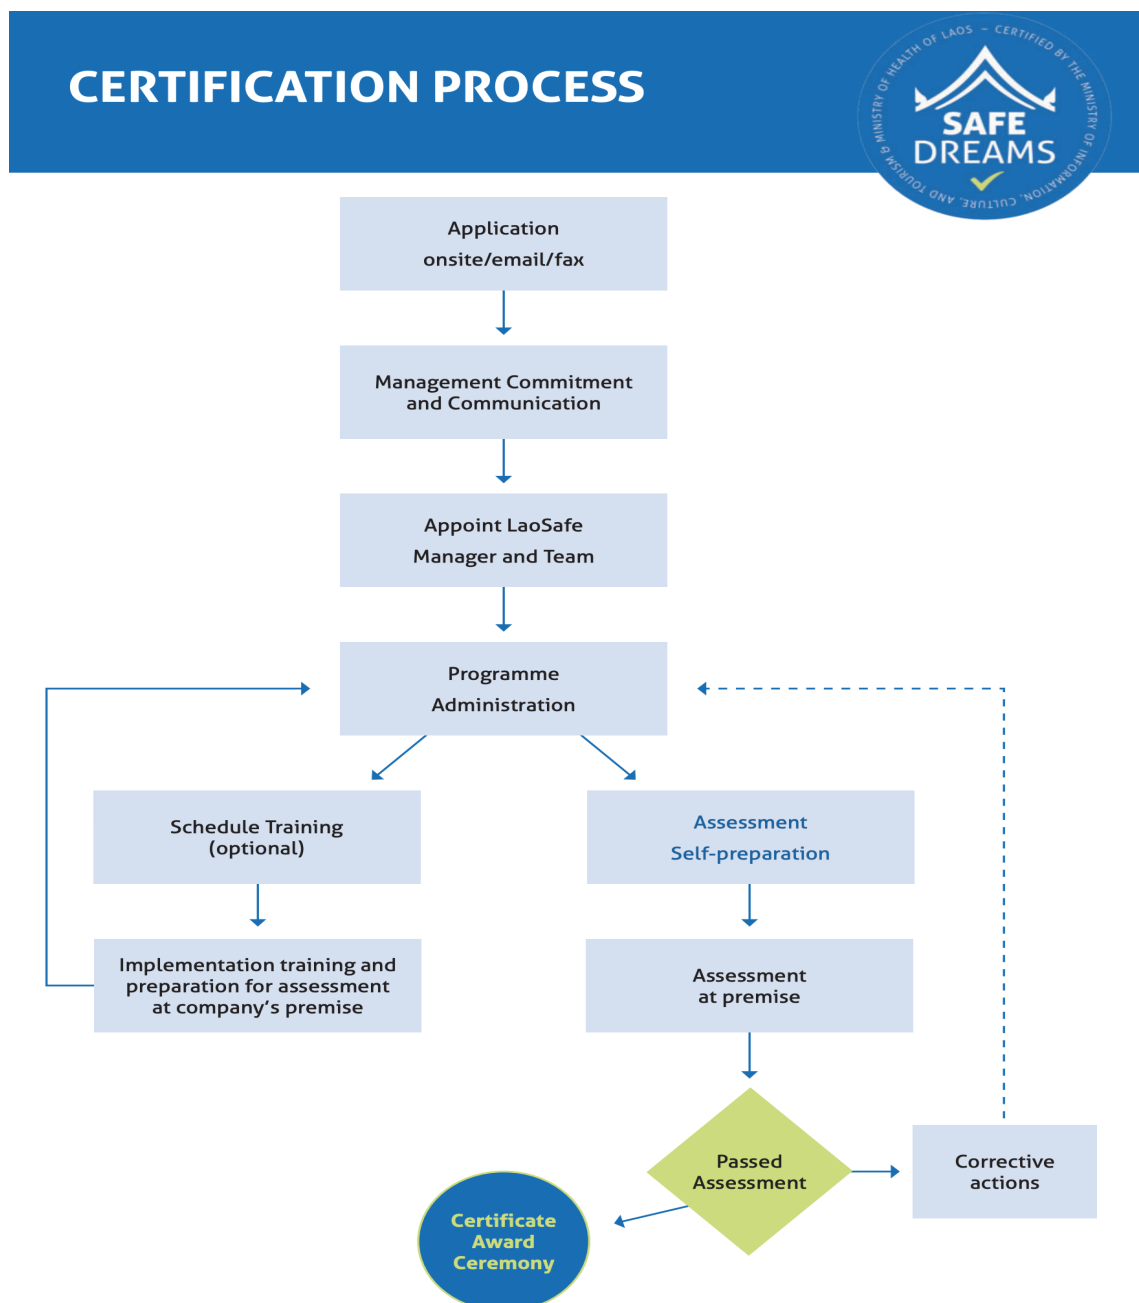 CERTIFICATION PROCESS
MINISTRY OF HEALTH OF LAOS – CERTIFIED BY THE MINISTRY OF INFORMATION, CULTURE, AND TOURISM &
SAFE
DREAMS
Application
onsite/email/fax
Management Commitment
and Communication
Appoint LaoSafe
Manager and Team
Programme
Administration
Schedule Training
(optional)
Assessment
Self-preparation
Implementation training and
preparation for assessment
at company's premise
Assessment
at premise
Passed
Assessment
Corrective
actions
Certificate
Award
Ceremony